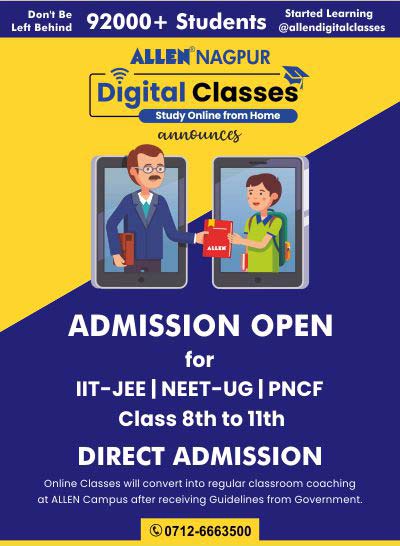 Don't Be
Left Behind
92000+ Students
Started Learning
@allendigitalclasses
ALLEN® NAGPUR
Digital Classes
Study Online from Home
announces
ALLEN
ADMISSION OPEN
for
IIT-JEE | NEET-UG | PNCF
Class 8th to 11th
DIRECT ADMISSION
Online Classes will convert into regular classroom coaching
at ALLEN Campus after receiving Guidelines from Government.
0712-6663500